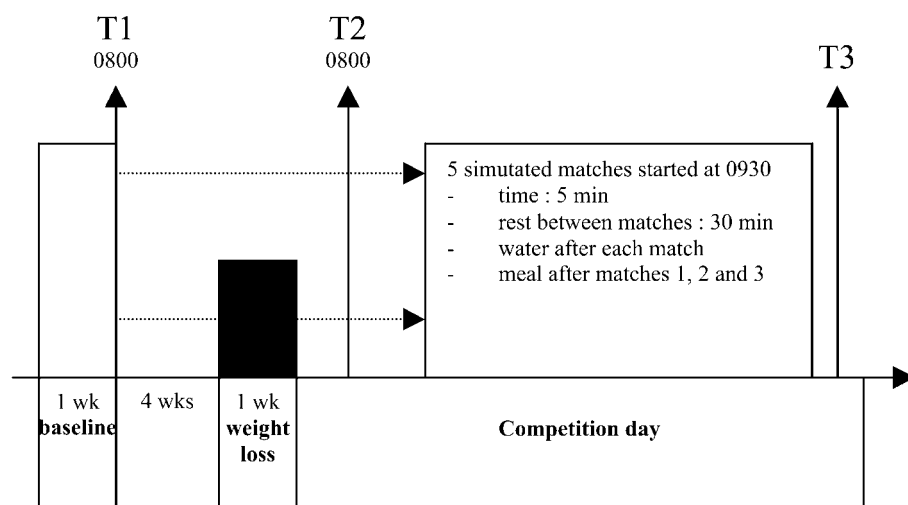 T1
0800
T2
0800
T3
5 simutated matches started at 0930
- time : 5 min
- rest between matches : 30 min
- water after each match
- meal after matches 1, 2 and 3
1 wk
baseline
4 wks
1 wk
weight
loss
Competition day